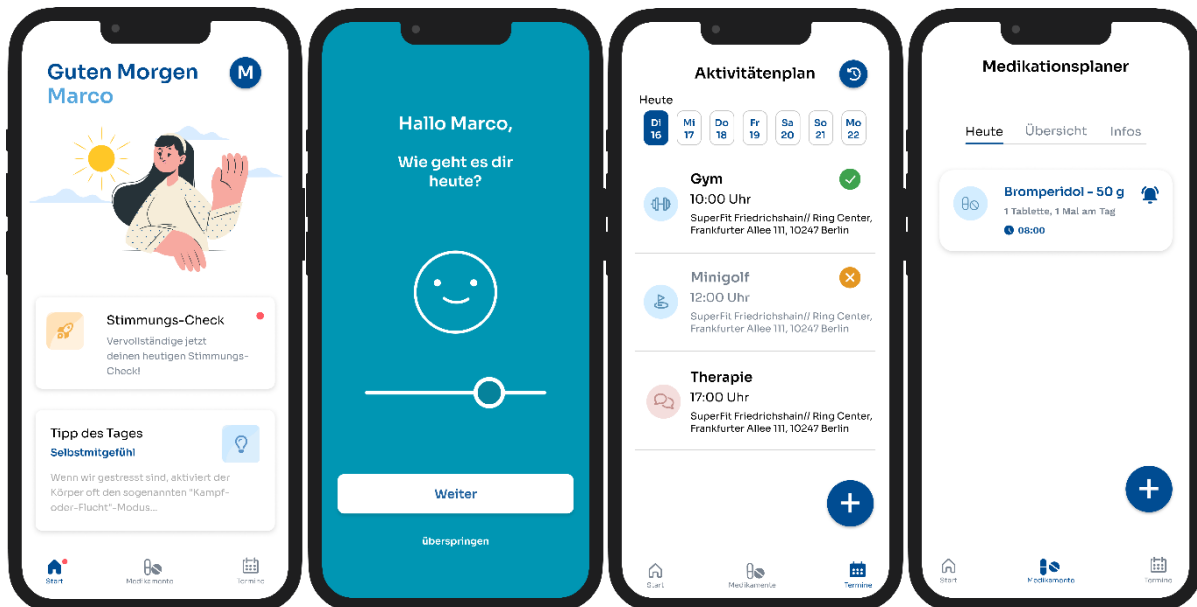 Guten Morgen
Marco
M
Stimmungs-Check
Vervollständige jetzt
deinen heutigen Stimmungs-
Check!
Tipp des Tages
Selbstmitgefühl
Wenn wir gestresst sind, aktiviert der
Körper oft den sogenannten "Kampf-
oder-Flucht"-Modus...
Start
Medikamente
Termine
Hallo Marco,
Wie geht es dir
heute?
Weiter
überspringen
Aktivitätenplan
Heute
Di Mi Do Fr Sa So Mo
16 17 18 19 20 21 22
Gym
10:00 Uhr
SuperFit Friedrichshain// Ring Center,
Frankfurter Allee 111, 10247 Berlin
Minigolf
12:00 Uhr
SuperFit Friedrichshain// Ring Center,
Frankfurter Allee 111, 10247 Berlin
Therapie
17:00 Uhr
SuperFit Friedrichshain// Ring Center,
Frankfurter Allee 111, 10247 Berlin
Start
Medikamente
Termine
Medikationsplaner
Heute Übersicht Infos
Bromperidol - 50 g
1 Tablette, 1 Mal am Tag
08:00
Start
Medikamente
Termine